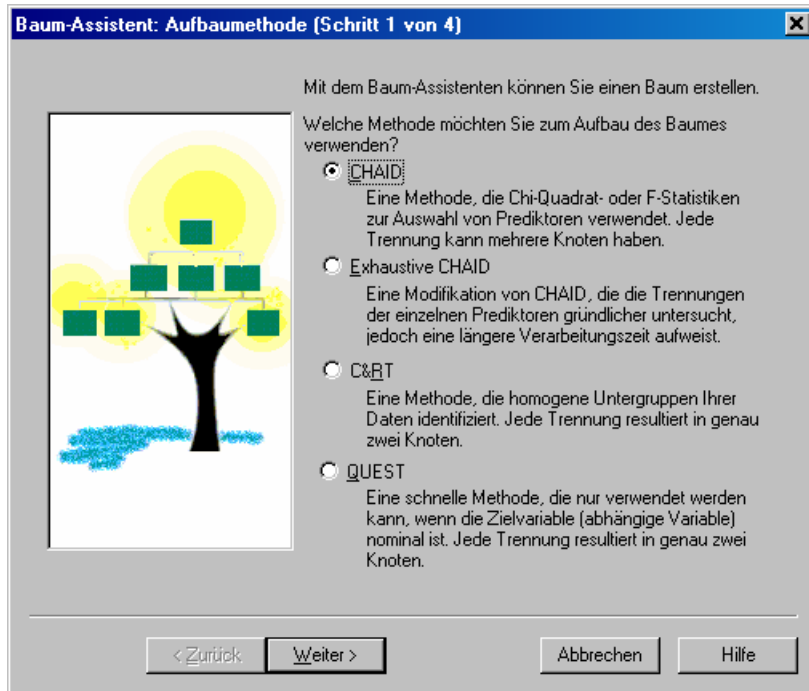 Baum-Assistent: Aufbaumethode (Schritt 1 von 4)
Mit dem Baum-Assistenten können Sie einen Baum erstellen.
Welche Methode möchten Sie zum Aufbau des Baumes
verwenden?
CHAID
Eine Methode, die Chi-Quadrat- oder F-Statistiken
zur Auswahl von Prediktoren verwendet. Jede
Trennung kann mehrere Knoten haben.
Exhaustive CHAID
Eine Modifikation von CHAID, die die Trennungen
der einzelnen Prediktoren gründlicher untersucht,
jedoch eine längere Verarbeitungszeit aufweist.
C&RT
Eine Methode, die homogene Untergruppen Ihrer
Daten identifiziert. Jede Trennung resultiert in genau
zwei Knoten.
QUEST
Eine schnelle Methode, die nur verwendet werden
kann, wenn die Zielvariable (abhängige Variable)
nominal ist. Jede Trennung resultiert in genau zwei
Knoten.
< Zurück Weiter > Abbrechen Hilfe